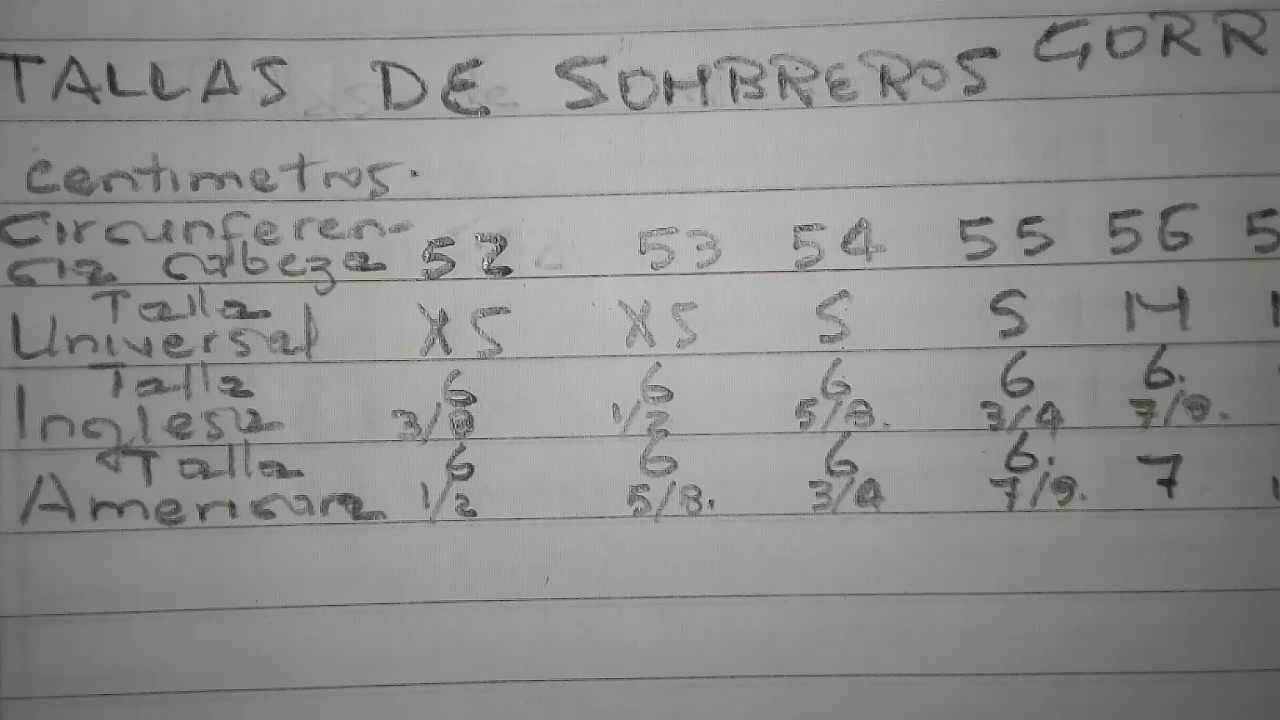 TALLAS DE SOMBREROS GORR
centimetros.
Circunferen-
cia cabeza 52 53 54 55 56 5
Talla
Universal XS XS S S M
Talla 6 6 6 6 6.
Inglesa 3/8 1/2 5/8. 3/4 7/8.
Talla 6 6 6 6. 7
Americana 1/2 5/8. 3/4 7/8.